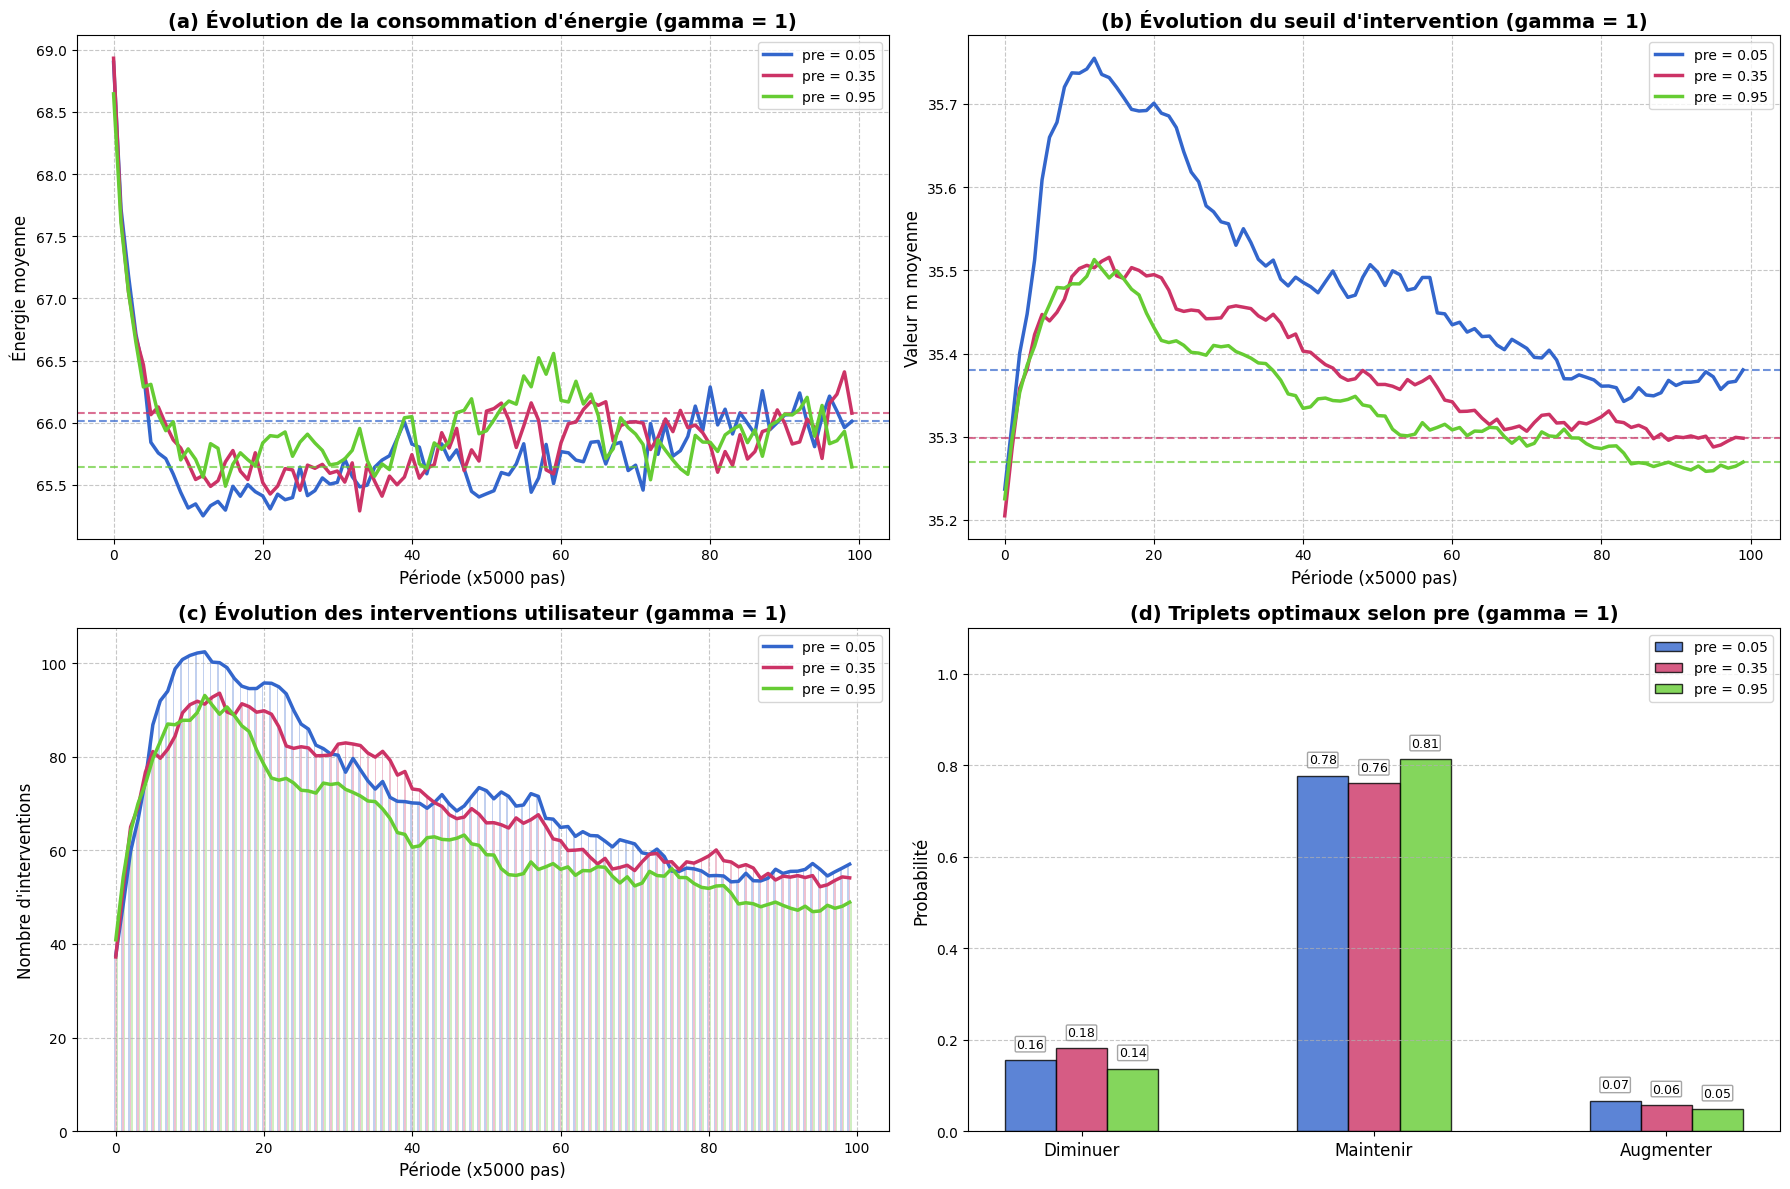 (a) Évolution de la consommation d'énergie (gamma = 1)
69.0
68.5
68.0
67.5
67.0
66.5
66.0
65.5
Énergie moyenne
0
20
40
60
80
100
Période (x5000 pas)
pre = 0.05
pre = 0.35
pre = 0.95
(b) Évolution du seuil d'intervention (gamma = 1)
35.7
35.6
35.5
35.4
35.3
35.2
Valeur m moyenne
0
20
40
60
80
100
Période (x5000 pas)
pre = 0.05
pre = 0.35
pre = 0.95
(c) Évolution des interventions utilisateur (gamma = 1)
100
80
60
40
20
0
Nombre d'interventions
0
20
40
60
80
100
Période (x5000 pas)
pre = 0.05
pre = 0.35
pre = 0.95
(d) Triplets optimaux selon pre (gamma = 1)
1.0
0.8
0.6
0.4
0.2
0.0
Probabilité
pre = 0.05
pre = 0.35
pre = 0.95
0.16
0.18
0.14
0.78
0.76
0.81
0.07
0.06
0.05
Diminuer
Maintenir
Augmenter